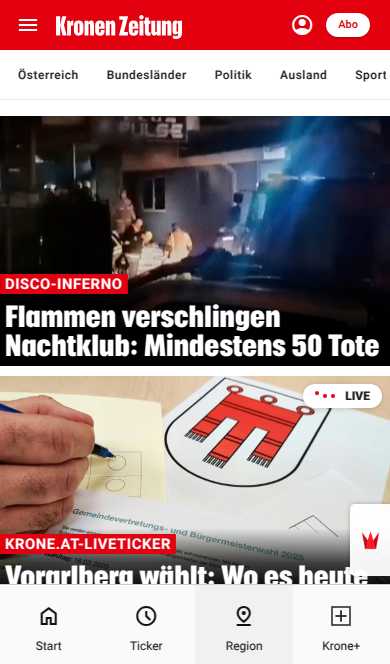 Kronen Zeitung
Abo
Österreich Bundesländer Politik Ausland Sport
PULSE
DISCO-INFERNO
Flammen verschlingen
Nachtklub: Mindestens 50 Tote
LIVE
Gemeindevertretungs- und Bürgermeisterwahl 2025
KRONE.AT-LIVETICKER
Vorarlberg wählt: Wo es heute
Start Ticker Region Krone+